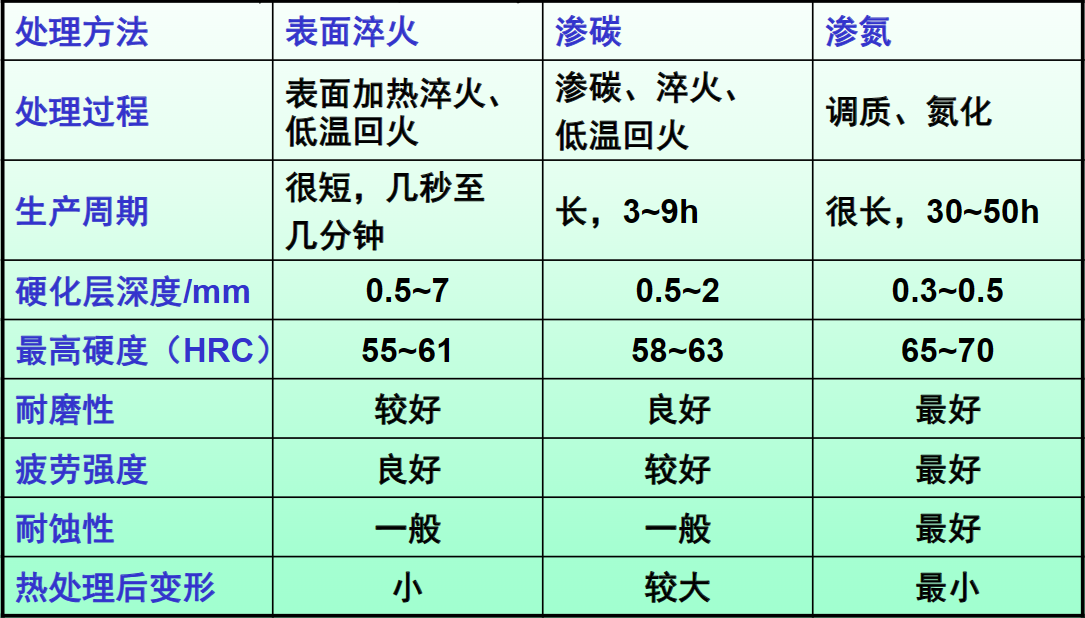 处理方法 表面淬火 渗碳 渗氮
处理过程 表面加热淬火、低温回火 渗碳、淬火、低温回火 调质、氮化
生产周期 很短，几秒至几分钟 长，3~9h 很长，30~50h
硬化层深度/mm 0.5~7 0.5~2 0.3~0.5
最高硬度（HRC） 55~61 58~63 65~70
耐磨性 较好 良好 最好
疲劳强度 良好 较好 最好
耐蚀性 一般 一般 最好
热处理后变形 小 较大 最小